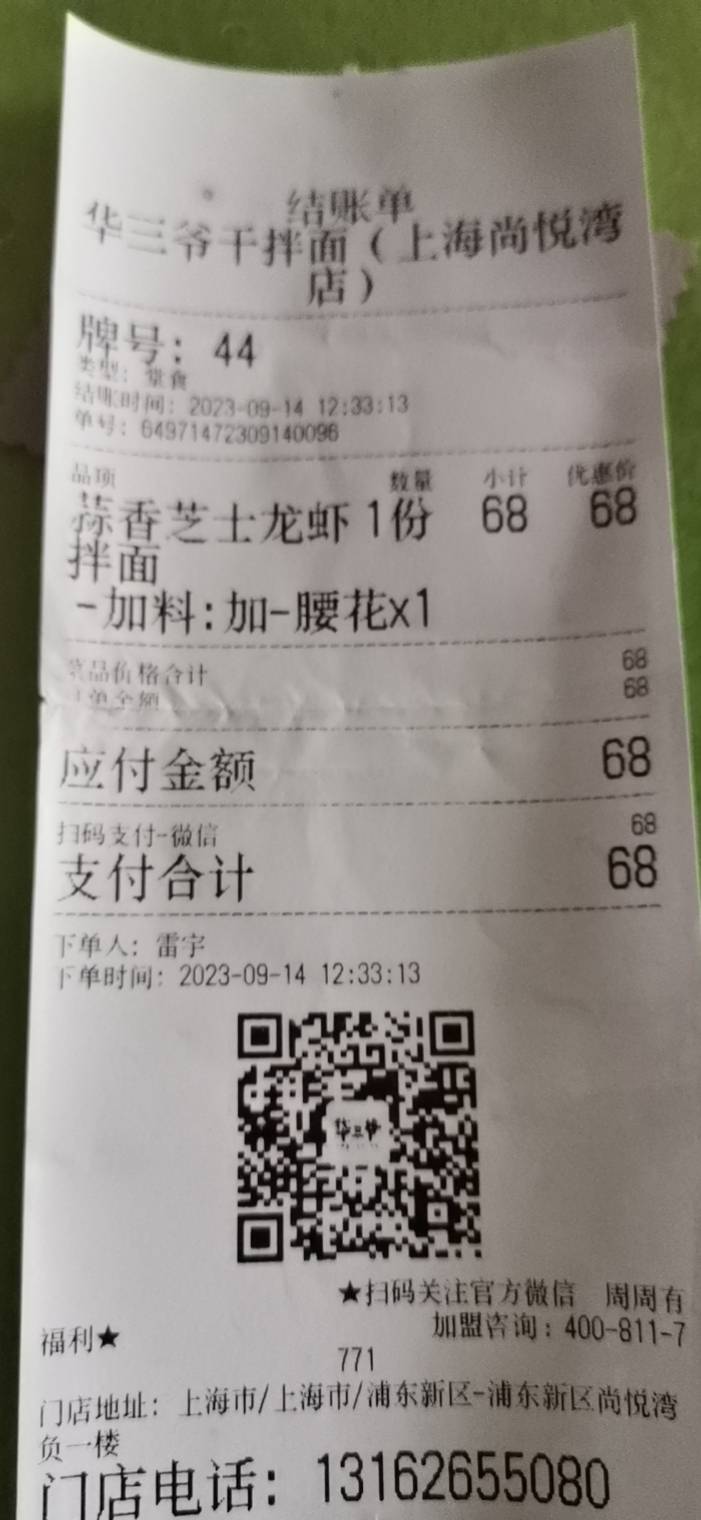 结账单
华三爷干拌面（上海尚悦湾
店）
牌号：44
类型：堂食
结账时间：2023-09-14 12:33:13
单号：64971472309140096
品项 数量 小计 优惠价
蒜香芝士龙虾 1份 68 68
拌面
-加料:加-腰花x1
菜品价格合计 68
订单金额 68
应付金额 68
扫码支付-微信 68
支付合计 68
下单人：雷宇
下单时间：2023-09-14 12:33:13
华三爷
★扫码关注官方微信 周周有
福利★
加盟咨询：400-811-7
771
门店地址：上海市/上海市/浦东新区-浦东新区尚悦湾
负一楼
门店电话：13162655080